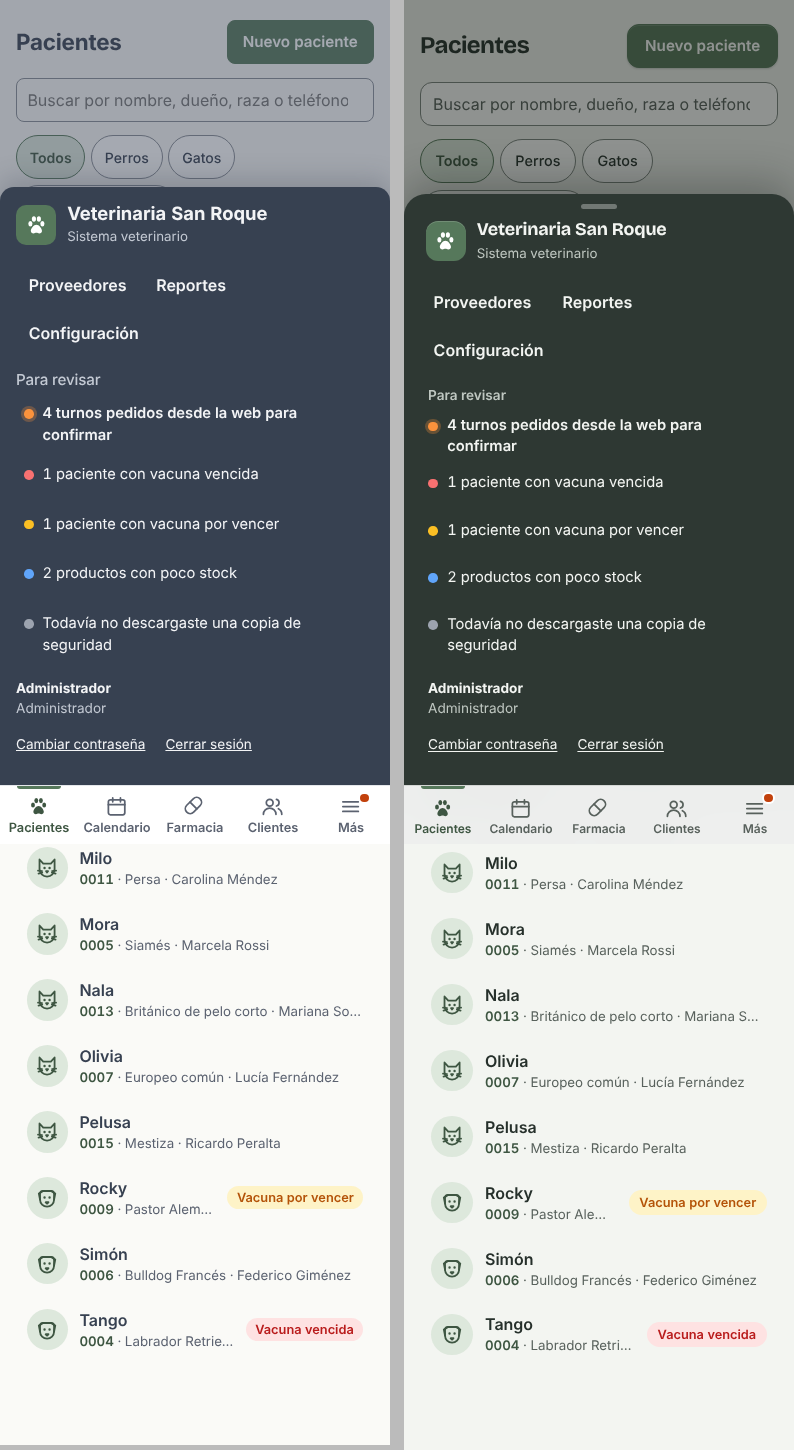 Pacientes
Nuevo paciente
Buscar por nombre, dueño, raza o teléfono
Todos
Perros
Gatos
Veterinaria San Roque
Sistema veterinario
Proveedores
Reportes
Configuración
Para revisar
4 turnos pedidos desde la web para
confirmar
1 paciente con vacuna vencida
1 paciente con vacuna por vencer
2 productos con poco stock
Todavía no descargaste una copia de
seguridad
Administrador
Administrador
Cambiar contraseña
Cerrar sesión
Pacientes
Calendario
Farmacia
Clientes
Más
Milo
0011 · Persa · Carolina Méndez
Mora
0005 · Siamés · Marcela Rossi
Nala
0013 · Británico de pelo corto · Mariana So...
Olivia
0007 · Europeo común · Lucía Fernández
Pelusa
0015 · Mestiza · Ricardo Peralta
Rocky
0009 · Pastor Alem...
Vacuna por vencer
Simón
0006 · Bulldog Francés · Federico Giménez
Tango
0004 · Labrador Retrie...
Vacuna vencida
Pacientes
Nuevo paciente
Buscar por nombre, dueño, raza o teléfono
Todos
Perros
Gatos
Veterinaria San Roque
Sistema veterinario
Proveedores
Reportes
Configuración
Para revisar
4 turnos pedidos desde la web para
confirmar
1 paciente con vacuna vencida
1 paciente con vacuna por vencer
2 productos con poco stock
Todavía no descargaste una copia de
seguridad
Administrador
Administrador
Cambiar contraseña
Cerrar sesión
Pacientes
Calendario
Farmacia
Clientes
Más
Milo
0011 · Persa · Carolina Méndez
Mora
0005 · Siamés · Marcela Rossi
Nala
0013 · Británico de pelo corto · Mariana S...
Olivia
0007 · Europeo común · Lucía Fernández
Pelusa
0015 · Mestiza · Ricardo Peralta
Rocky
0009 · Pastor Ale...
Vacuna por vencer
Simón
0006 · Bulldog Francés · Federico Giménez
Tango
0004 · Labrador Retri...
Vacuna vencida